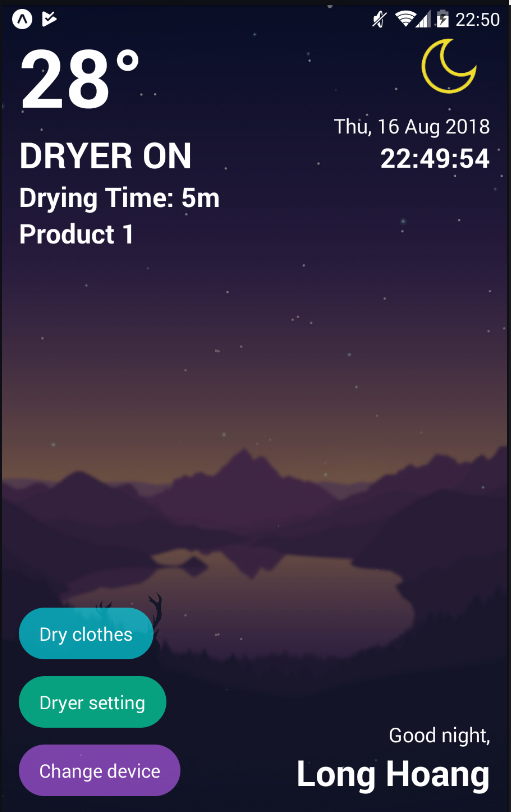 22:50
28°
Thu, 16 Aug 2018
DRYER ON
22:49:54
Drying Time: 5m
Product 1
Dry clothes
Dryer setting
Good night,
Change device
Long Hoang